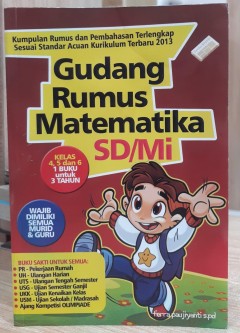 Kumpulan Rumus dan Pembahasan Terlengkap
Sesuai Standar Acuan Kurikulum Terbaru 2013
Gudang
Rumus
Matematika
SD/Mi
KELAS
4, 5 dan 6
1 BUKU
untuk
3 TAHUN
WAJIB
DIMILIKI
SEMUA
MURID
& GURU
BUKU SAKTI UNTUK SEMUA:
PR - Pekerjaan Rumah
UH - Ulangan Harian
UTS - Ulangan Tengah Semester
USG - Ujian Semester Ganjil
UKK - Ujian Kenaikan Kelas
USM - Ujian Sekolah / Madrasah
Ajang Kompetisi OLIMPIADE